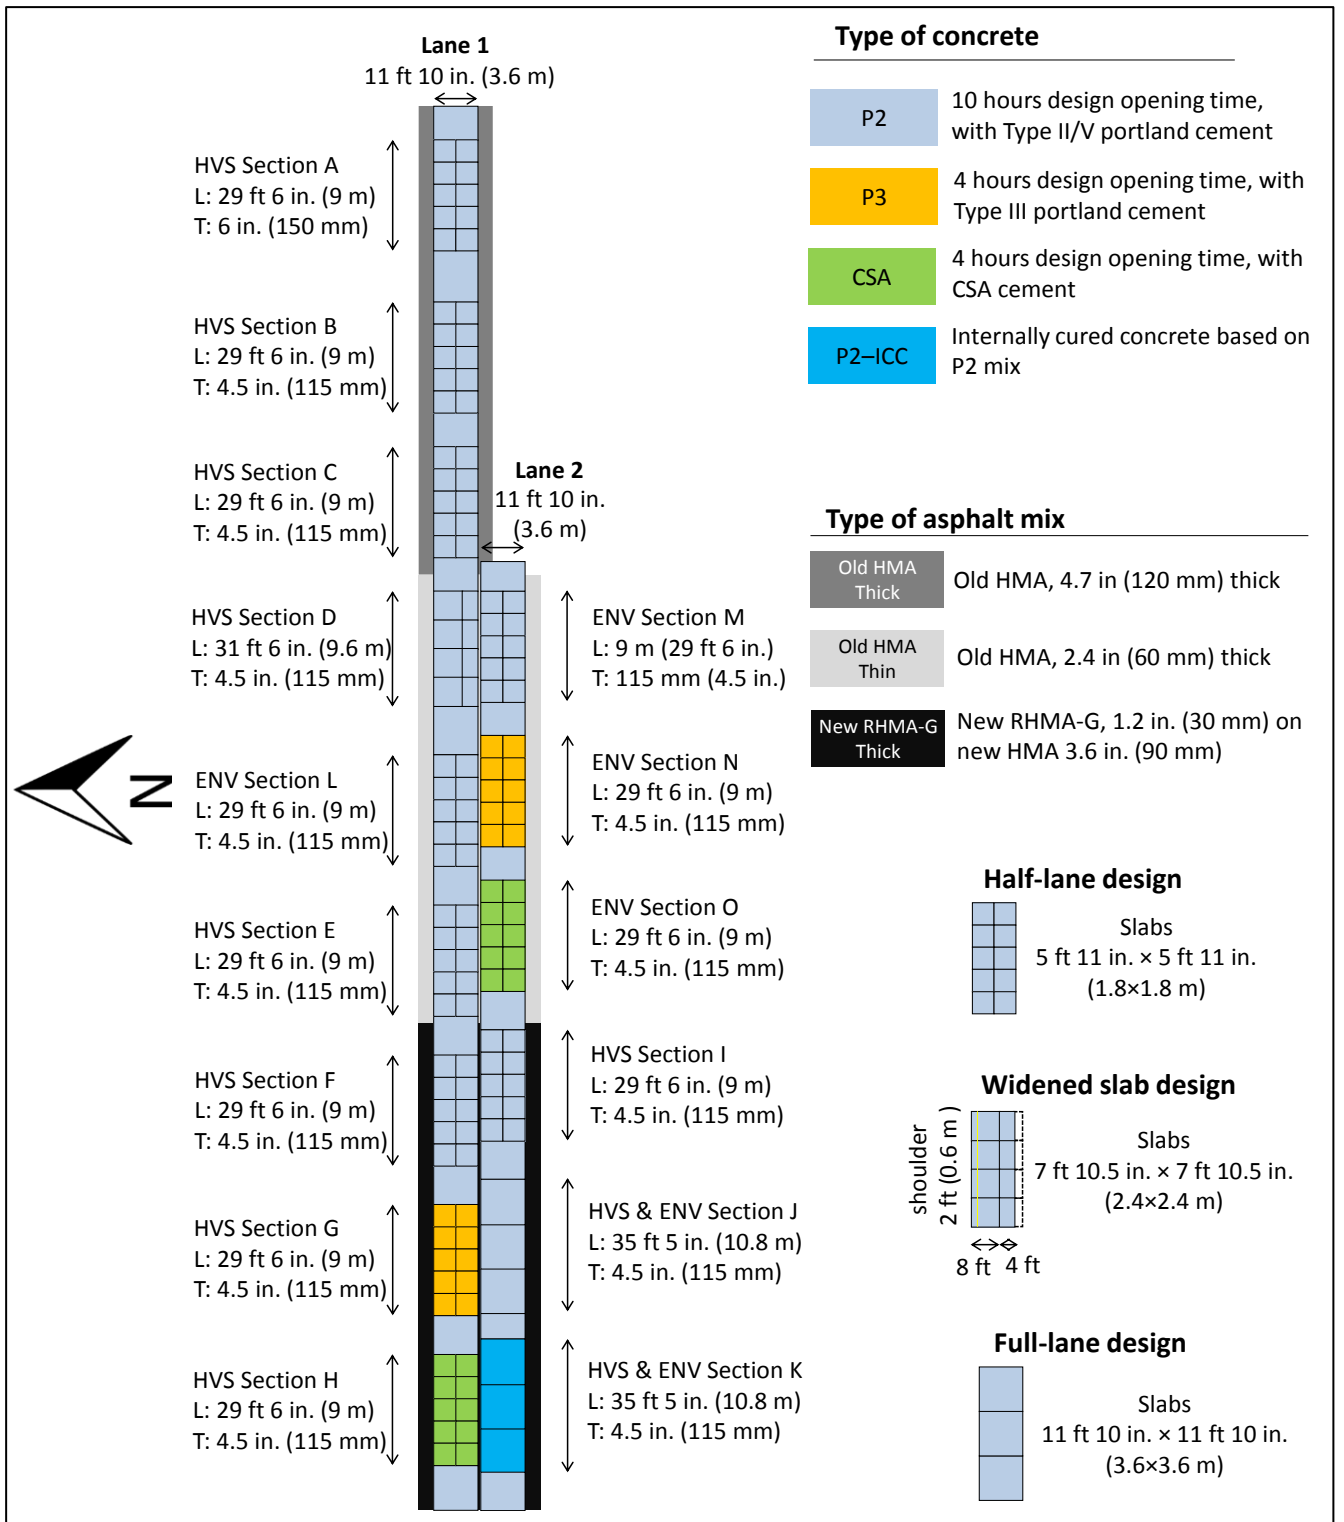 Lane 1
11 ft 10 in. (3.6 m)
HVS Section A
L: 29 ft 6 in. (9 m)
T: 6 in. (150 mm)
HVS Section B
L: 29 ft 6 in. (9 m)
T: 4.5 in. (115 mm)
HVS Section C
L: 29 ft 6 in. (9 m)
T: 4.5 in. (115 mm)
HVS Section D
L: 31 ft 6 in. (9.6 m)
T: 4.5 in. (115 mm)
N
ENV Section L
L: 29 ft 6 in. (9 m)
T: 4.5 in. (115 mm)
HVS Section E
L: 29 ft 6 in. (9 m)
T: 4.5 in. (115 mm)
HVS Section F
L: 29 ft 6 in. (9 m)
T: 4.5 in. (115 mm)
HVS Section G
L: 29 ft 6 in. (9 m)
T: 4.5 in. (115 mm)
HVS Section H
L: 29 ft 6 in. (9 m)
T: 4.5 in. (115 mm)
Lane 2
11 ft 10 in.
(3.6 m)
ENV Section M
L: 9 m (29 ft 6 in.)
T: 115 mm (4.5 in.)
ENV Section N
L: 29 ft 6 in. (9 m)
T: 4.5 in. (115 mm)
ENV Section O
L: 29 ft 6 in. (9 m)
T: 4.5 in. (115 mm)
HVS Section I
L: 29 ft 6 in. (9 m)
T: 4.5 in. (115 mm)
HVS & ENV Section J
L: 35 ft 5 in. (10.8 m)
T: 4.5 in. (115 mm)
HVS & ENV Section K
L: 35 ft 5 in. (10.8 m)
T: 4.5 in. (115 mm)
Type of concrete
P2
10 hours design opening time,
with Type II/V portland cement
P3
4 hours design opening time, with
Type III portland cement
CSA
4 hours design opening time, with
CSA cement
P2–ICC
Internally cured concrete based on
P2 mix
Type of asphalt mix
Old HMA
Thick
Old HMA, 4.7 in (120 mm) thick
Old HMA
Thin
Old HMA, 2.4 in (60 mm) thick
New RHMA-G
Thick
New RHMA-G, 1.2 in. (30 mm) on
new HMA 3.6 in. (90 mm)
Half-lane design
Slabs
5 ft 11 in. × 5 ft 11 in.
(1.8×1.8 m)
Widened slab design
shoulder
2 ft (0.6 m )
Slabs
7 ft 10.5 in. × 7 ft 10.5 in.
(2.4×2.4 m)
8 ft
4 ft
Full-lane design
Slabs
11 ft 10 in. × 11 ft 10 in.
(3.6×3.6 m)